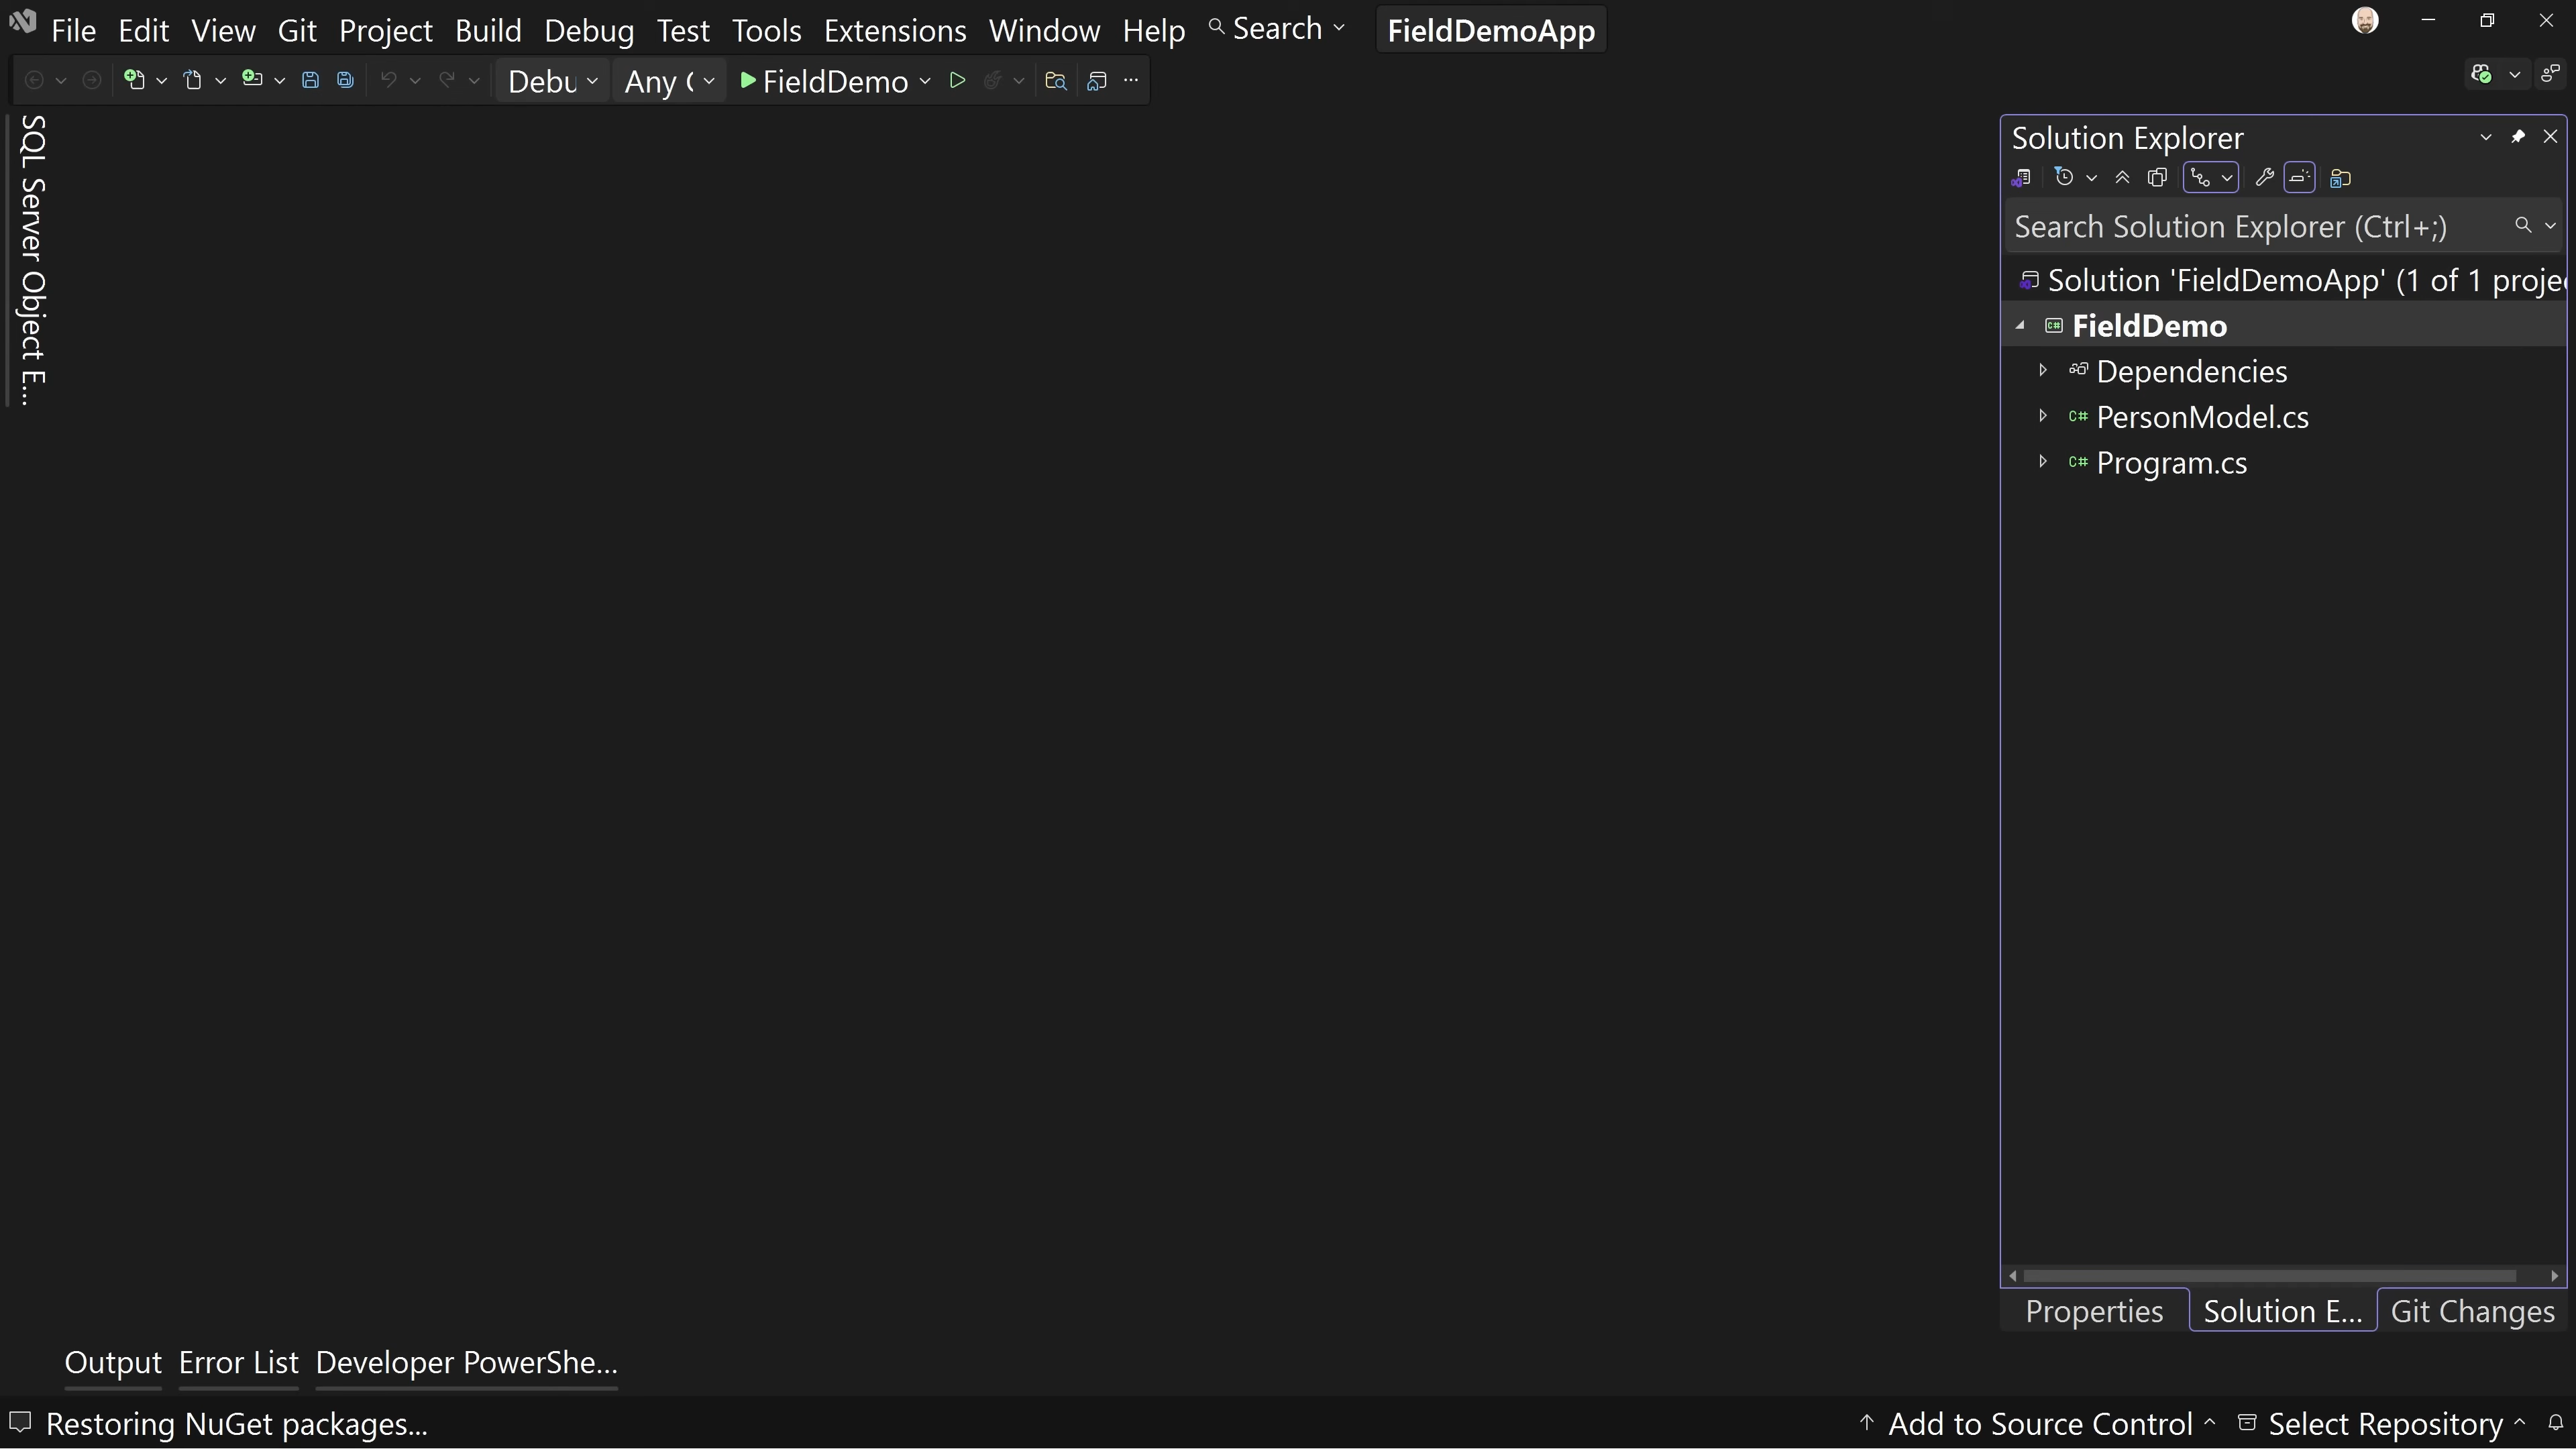 File Edit View Git Project Build Debug Test Tools Extensions Window Help Search FieldDemoApp
Debu Any C FieldDemo
SQL Server Object E...
Solution Explorer
Search Solution Explorer (Ctrl+;)
Solution 'FieldDemoApp' (1 of 1 proje
C# FieldDemo
Dependencies
C# PersonModel.cs
C# Program.cs
Properties Solution E... Git Changes
Output Error List Developer PowerShe...
Restoring NuGet packages... Add to Source Control Select Repository